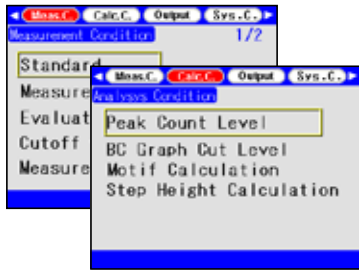 Meas.C. Calc.C. Output Sys.C.
Measurement Condition 1/2
Standard
Measure
Evaluat
Cutoff
Measure
Meas.C. Calc.C. Output Sys.C.
Analysys Condition
Peak Count Level
BC Graph Cut Level
Motif Calculation
Step Height Calculation